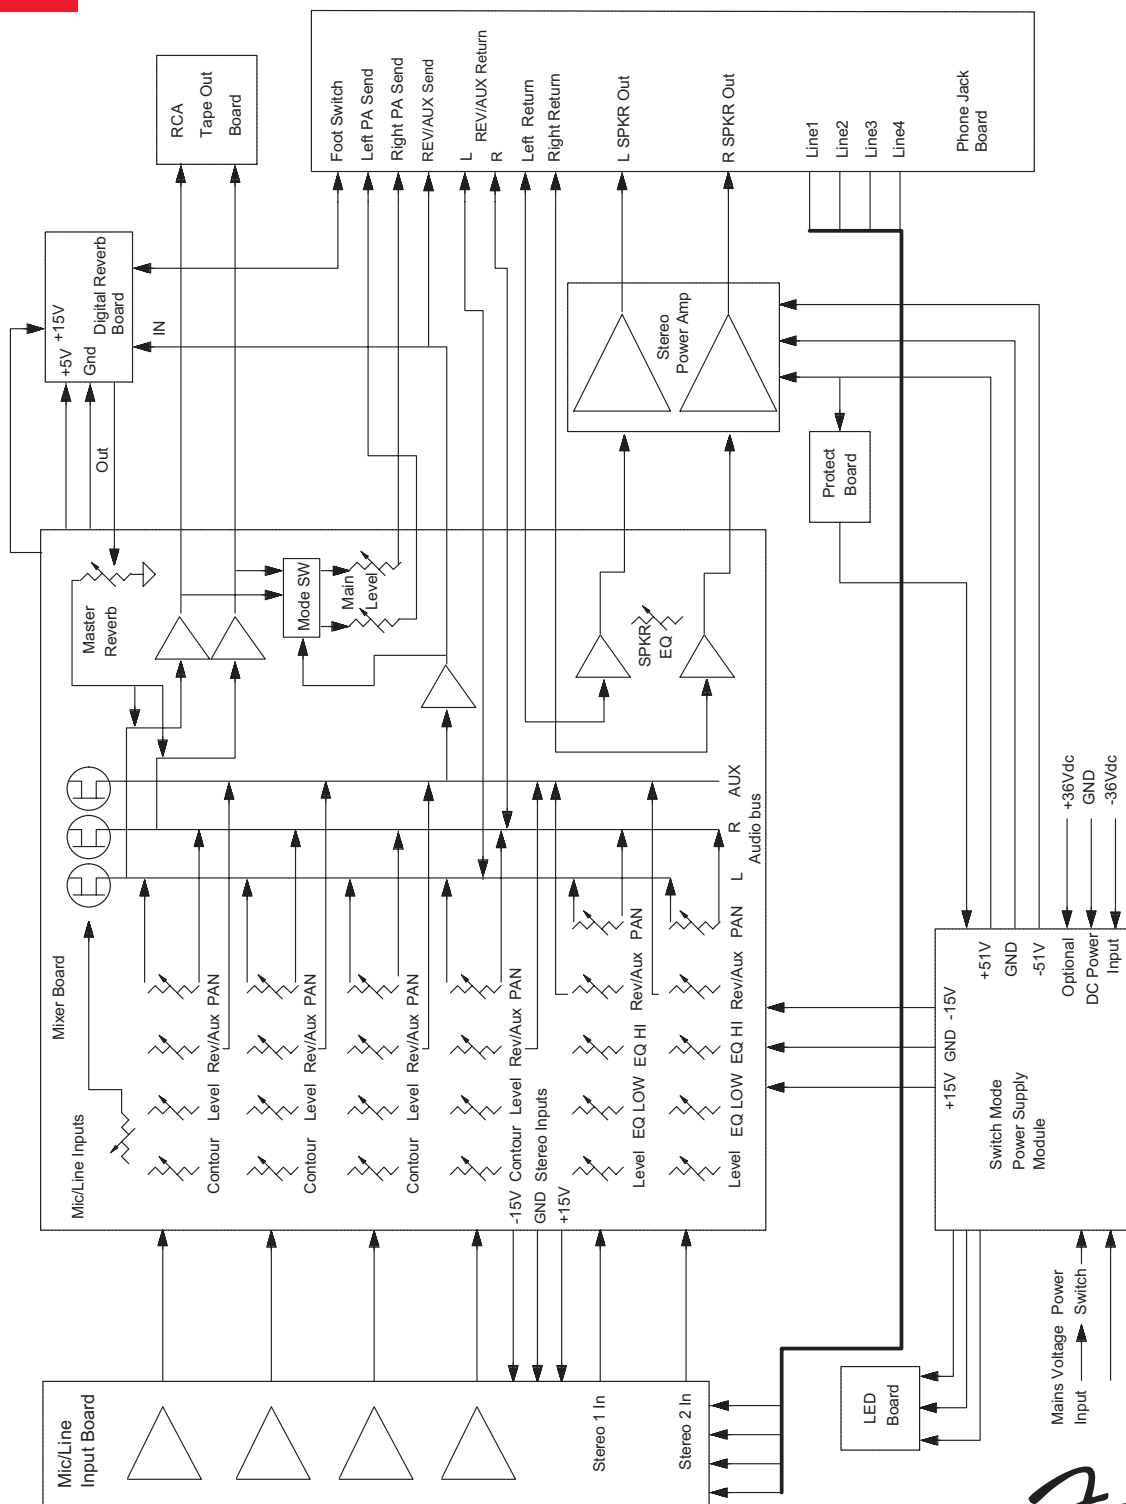 RCA
Tape Out
Board
Foot Switch
Left PA Send
Right PA Send
REV/AUX Send
L
REV/AUX Return
R
Left Return
Right Return
L SPKR Out
R SPKR Out
Line1
Line2
Line3
Line4
Phone Jack
Board
+5V +15V
Gnd
Digital Reverb
Board
IN
Out
Stereo
Power Amp
Protect
Board
Master
Reverb
Mode SW
Main
Level
SPKR
EQ
Mixer Board
Mic/Line Inputs
L
R
AUX
Audio bus
Contour Level Rev/Aux PAN
Contour Level Rev/Aux PAN
Contour Level Rev/Aux PAN
-15V Contour Level Rev/Aux PAN
GND Stereo Inputs
+15V
Level EQ LOW EQ HI Rev/Aux PAN
Level EQ LOW EQ HI Rev/Aux PAN
Mic/Line
Input Board
Stereo 1 In
Stereo 2 In
+15V GND -15V
+51V
GND
-51V
Optional
DC Power
Input
+36Vdc
GND
-36Vdc
Switch Mode
Power Supply
Module
LED
Board
Mains Voltage Power
Input
Switch